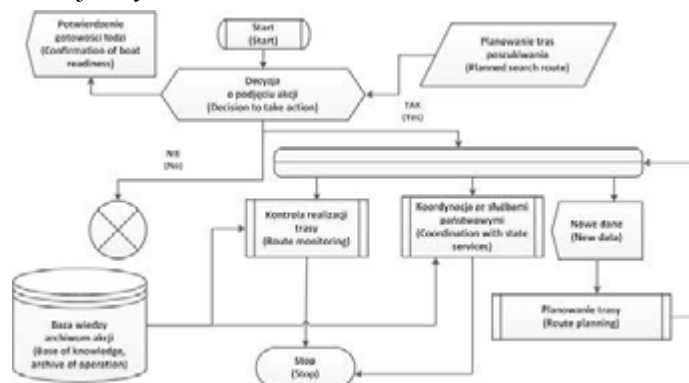 Potwierdzenie
gotowości łodzi
(Confirmation of boat
readiness)
Start
(Start)
Planowanie tras
poszukiwania
(Planned search route)
Decyzja
o podjęciu akcji
(Decision to take action)
TAK
(Yes)
NIE
(No)
Kontrola realizacji
trasy
(Route monitoring)
Koordynacja ze służbami
państwowymi
(Coordination with state
services)
Nowe dane
(New data)
Baza wiedzy
archiwum akcji
(Base of knowledge,
archive of operation)
Planowanie trasy
(Route planning)
Stop
(Stop)